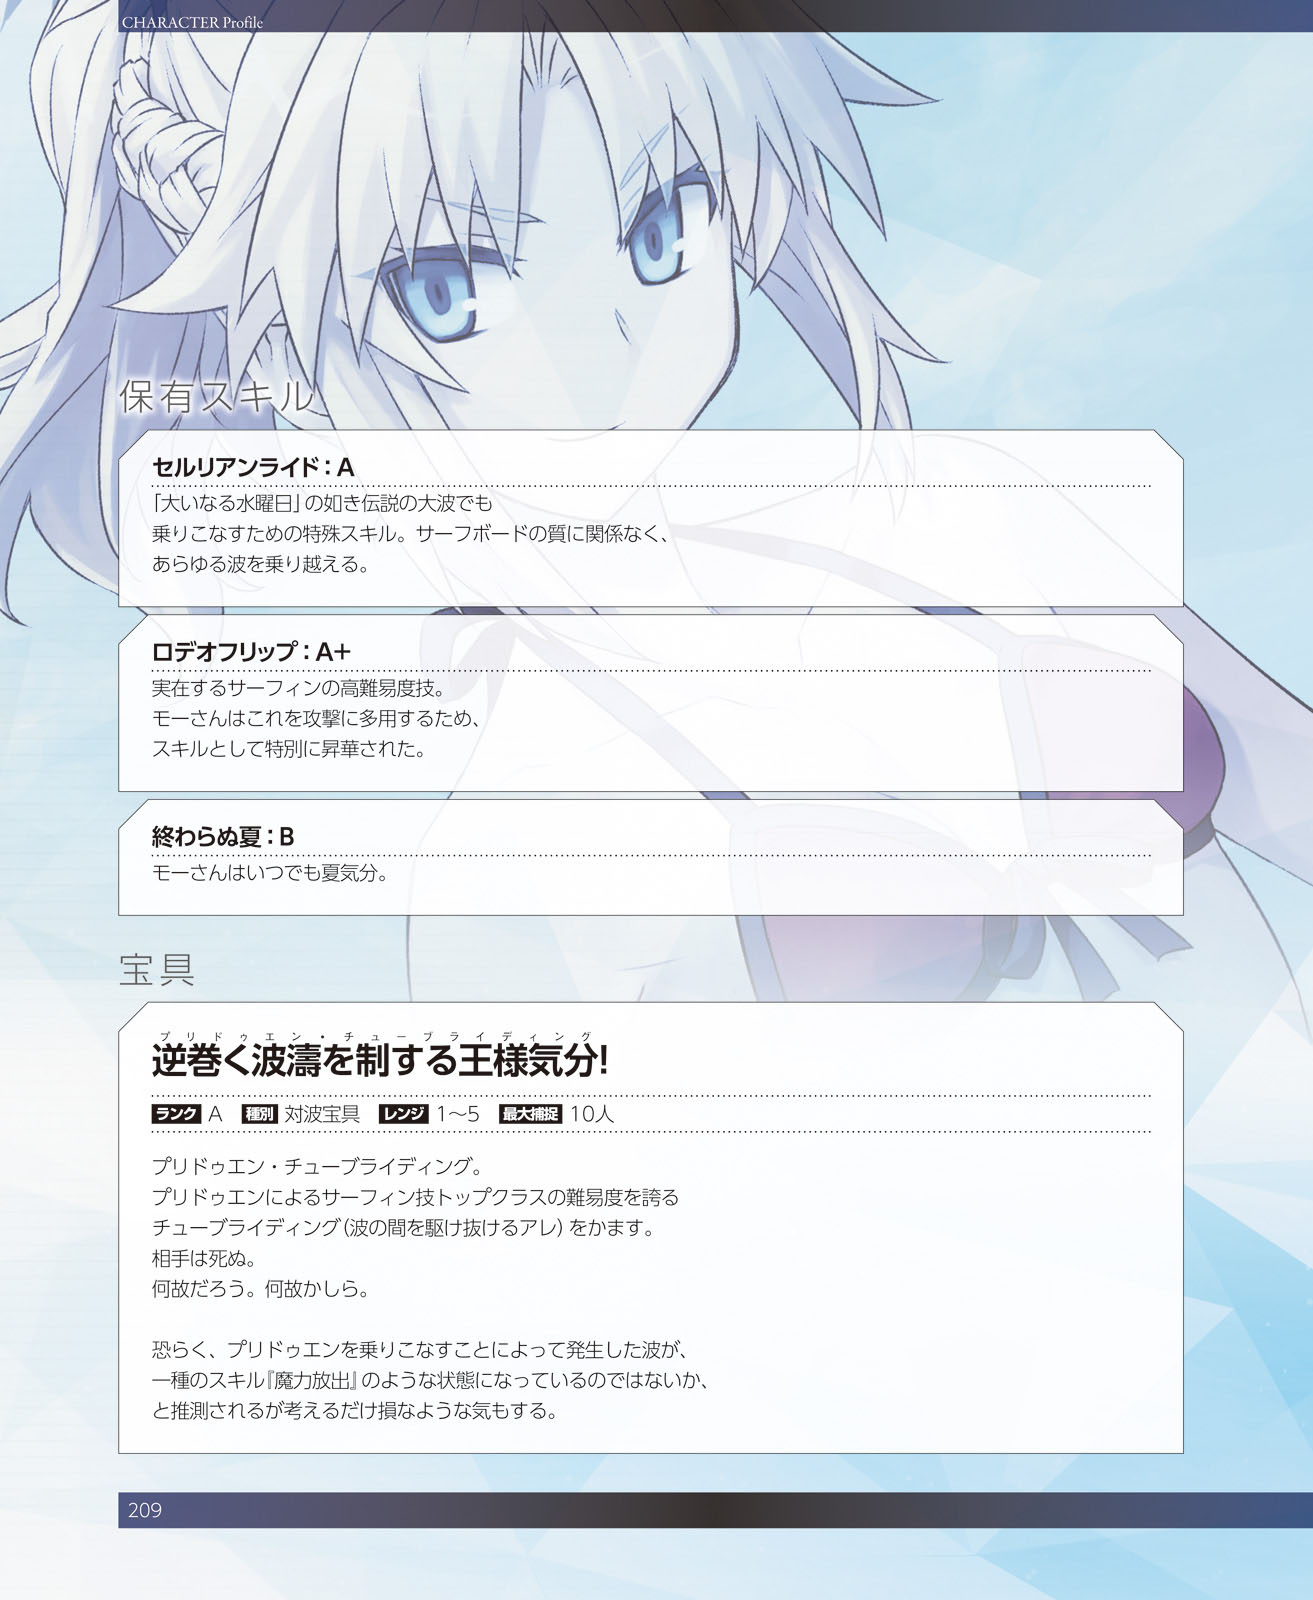 CHARACTER Profile
保有スキル
セルリアンライド：A
「大いなる水曜日」の如き伝説の大波でも
乗りこなすための特殊スキル。サーフボードの質に関係なく、
あらゆる波を乗り越える。
ロデオフリップ：A+
実在するサーフィンの高難易度技。
モーさんはこれを攻撃に多用するため、
スキルとして特別に昇華された。
終わらぬ夏：B
モーさんはいつでも夏気分。
宝具
プリドゥエン・チューブライディング
逆巻く波濤を制する王様気分！
ランク A 種別 対波宝具 レンジ 1～5 最大捕捉 10人
プリドゥエン・チューブライディング。
プリドゥエンによるサーフィン技トップクラスの難易度を誇る
チューブライディング（波の間を駆け抜けるアレ）をかます。
相手は死ぬ。
何故だろう。何故かしら。
恐らく、プリドゥエンを乗りこなすことによって発生した波が、
一種のスキル『魔力放出』のような状態になっているのではないか、
と推測されるが考えるだけ損なような気もする。
209